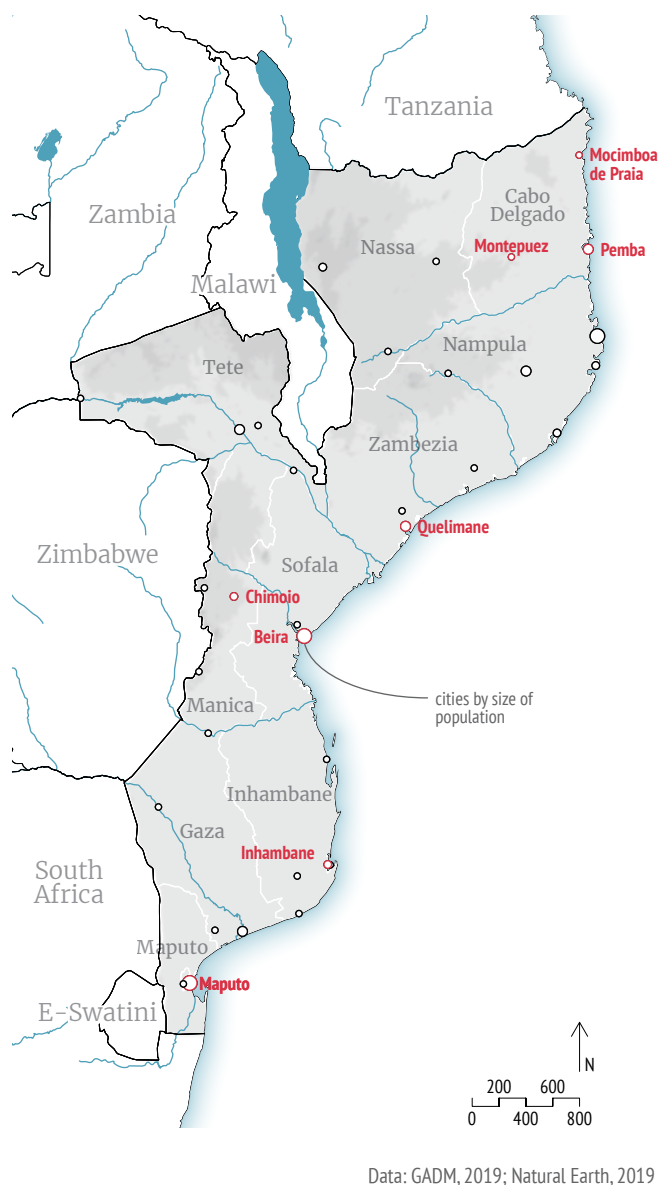 Tanzania
Mocimboa
de Praia
Cabo
Delgado
Zambia
Nassa
Montepuez
Pemba
Malawi
Nampula
Tete
Zambezia
Quelimane
Zimbabwe
Sofala
Chimoio
Beira
cities by size of
population
Manica
Inhambane
Gaza
Inhambane
South
Africa
Maputo
Maputo
E-Swatini
N
200 600
0 400 800
Data: GADM, 2019; Natural Earth, 2019